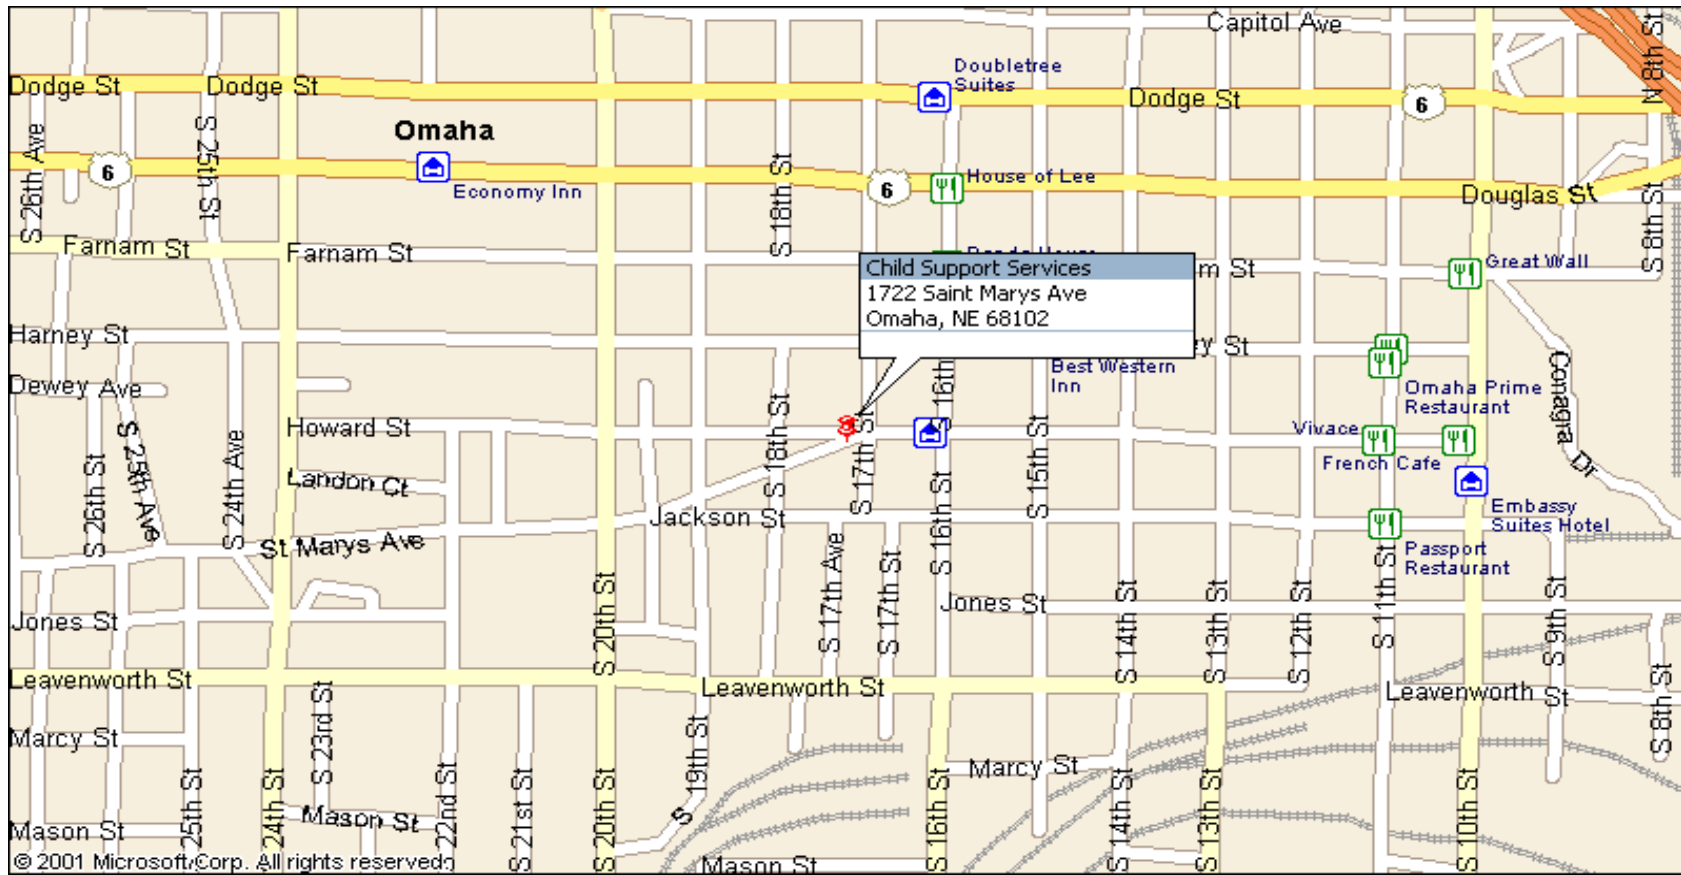 Capitol Ave
N 8th St
Doubletree
Suites
Dodge St
Dodge St
Dodge St
6
Omaha
S 26th Ave
S 25th St
6
Economy Inn
S 18th St
6
House of Lee
Douglas St
S 8th St
Farnam St
Farnam St
Child Support Services
1722 Saint Marys Ave
Omaha, NE 68102
m St
Great Wall
Harney St
y St
Best Western
Inn
Conagra Dr
Dewey Ave
S 16th
Omaha Prime
Restaurant
Howard St
S 25th Ave
S 24th Ave
S 26th St
S 18th St
S 17th St
S 15th St
Vivace
French Cafe
Landon Ct
Jackson St
S 16th St
Embassy
Suites Hotel
St Marys Ave
Passport
Restaurant
S 20th St
S 17th Ave
S 17th St
Jones St
S 14th St
S 13th St
S 12th St
S 11th St
S 9th St
Jones St
Leavenworth St
Leavenworth St
Leavenworth St
S 8th St
S 23rd St
Marcy St
S 19th St
Marcy St
S 25th St
S 24th St
S 22nd St
S 21st St
S 20th St
S 16th St
S 14th St
S 13th St
S 10th St
Mason St
Mason St
Mason St
© 2001 Microsoft Corp. All rights reserved.